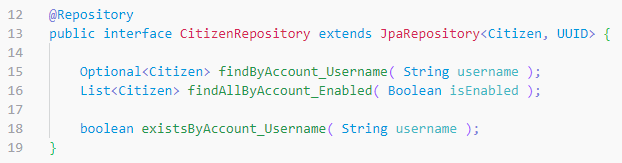 12 @Repository
13 public interface CitizenRepository extends JpaRepository<Citizen, UUID> {
14
15 Optional<Citizen> findByAccount_Username( String username );
16 List<Citizen> findAllByAccount_Enabled( Boolean isEnabled );
17
18 boolean existsByAccount_Username( String username );
19 }